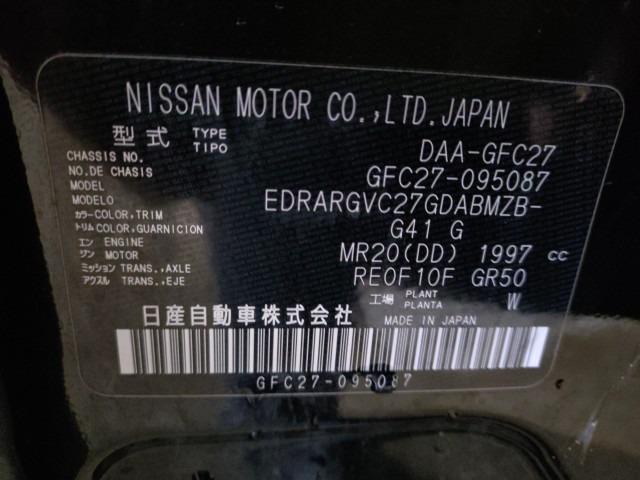 NISSAN MOTOR CO.,LTD.JAPAN
型式 TYPE TIPO DAA-GFC27
CHASSIS NO. NO.DE CHASIS GFC27-095087
MODEL MODELO EDRARGVC27GDABMZB-
カラー COLOR,TRIM トリム COLOR,GUARNICION G41 G
エンジン ENGINE MOTOR MR20(DD) 1997 CC
ミッション TRANS.,AXLE アクスル TRANS.,EJE RE0F10F GR50
工場 PLANT PLANTA W
日産自動車株式会社 MADE IN JAPAN
GFC27-095087